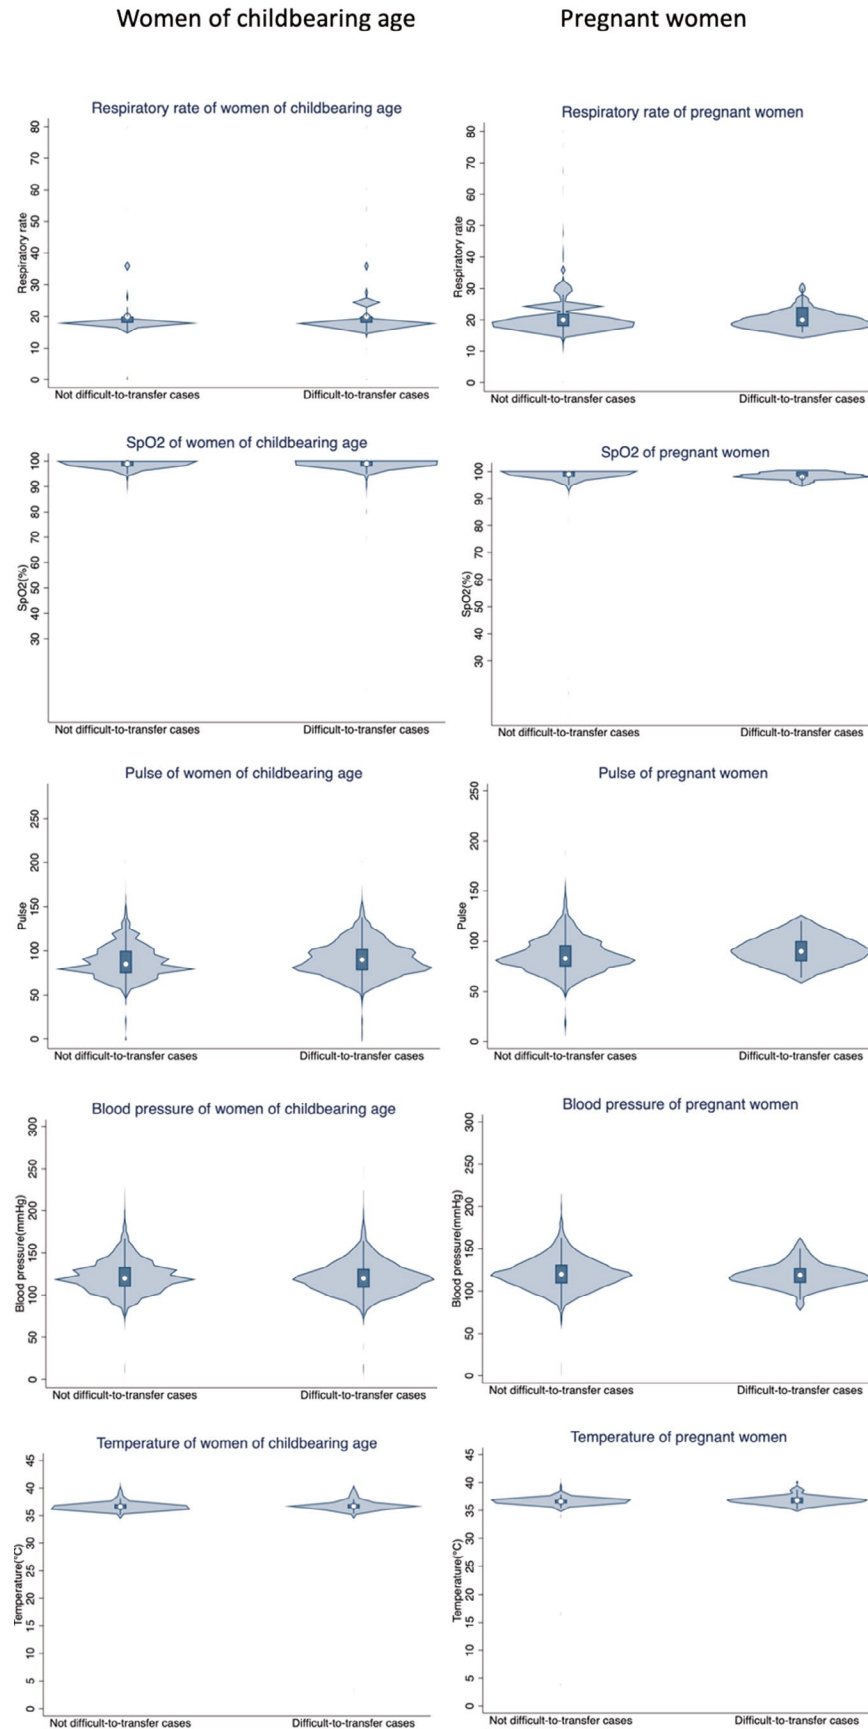 Women of childbearing age
Pregnant women
Respiratory rate of women of childbearing age
Respiratory rate
80
70
60
50
40
30
20
10
0
Not difficult-to-transfer cases
Difficult-to-transfer cases
Respiratory rate of pregnant women
Respiratory rate
80
70
60
50
40
30
20
10
0
Not difficult-to-transfer cases
Difficult-to-transfer cases
SpO2 of women of childbearing age
SpO2(%)
100
90
80
70
60
50
40
30
Not difficult-to-transfer cases
Difficult-to-transfer cases
SpO2 of pregnant women
SpO2(%)
100
90
80
70
60
50
40
30
Not difficult-to-transfer cases
Difficult-to-transfer cases
Pulse of women of childbearing age
Pulse
250
200
150
100
50
0
Not difficult-to-transfer cases
Difficult-to-transfer cases
Pulse of pregnant women
Pulse
250
200
150
100
50
0
Not difficult-to-transfer cases
Difficult-to-transfer cases
Blood pressure of women of childbearing age
Blood pressure(mmHg)
300
250
200
150
100
50
0
Not difficult-to-transfer cases
Difficult-to-transfer cases
Blood pressure of pregnant women
Blood pressure(mmHg)
300
250
200
150
100
50
0
Not difficult-to-transfer cases
Difficult-to-transfer cases
Temperature of women of childbearing age
Temperature(°C)
45
40
35
30
25
20
15
10
5
0
Not difficult-to-transfer cases
Difficult-to-transfer cases
Temperature of pregnant women
Temperature(°C)
45
40
35
30
25
20
15
10
5
0
Not difficult-to-transfer cases
Difficult-to-transfer cases